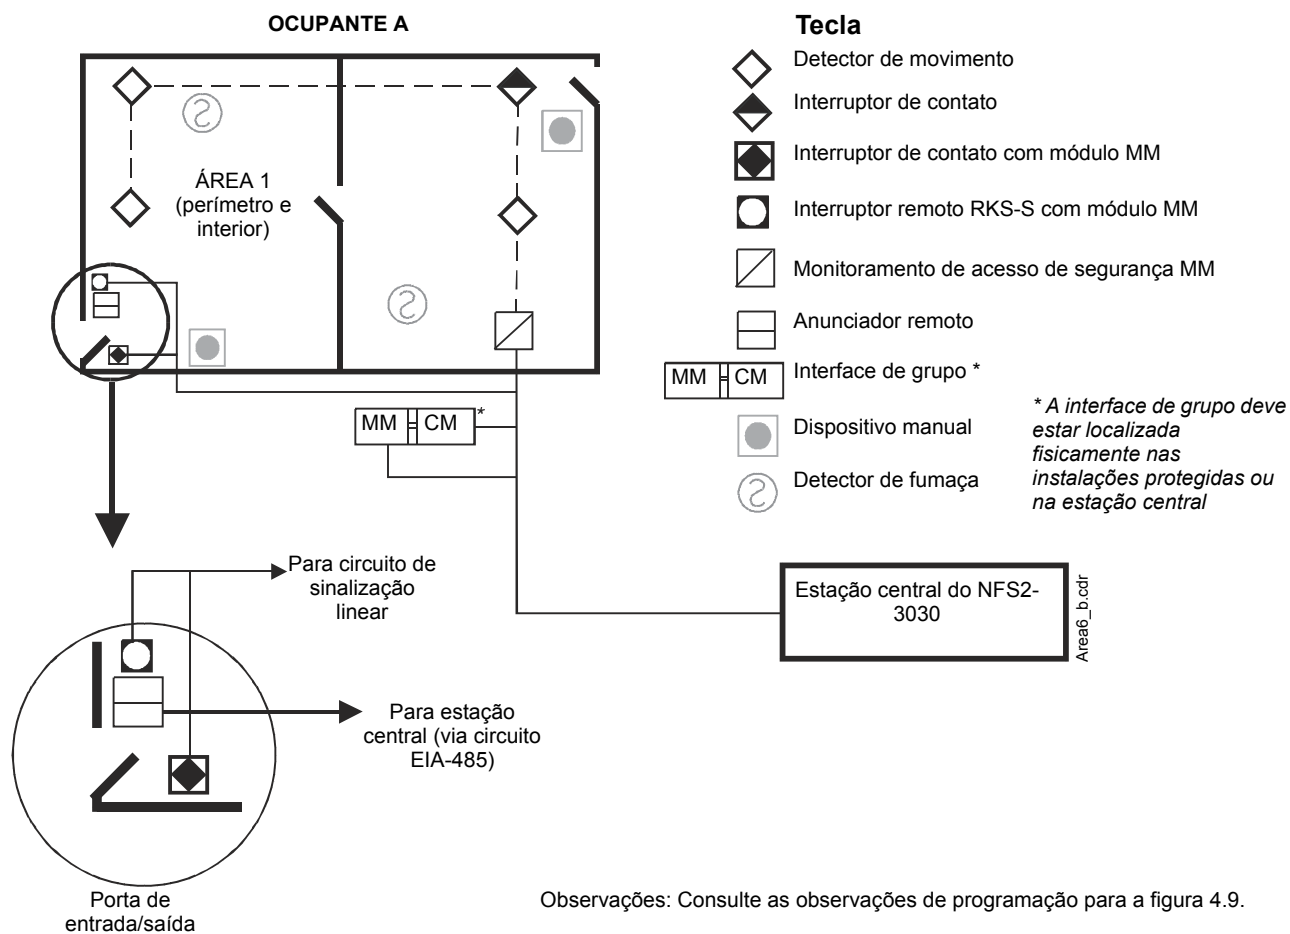 OCUPANTE A
ÁREA 1
(perímetro e
interior)
MM
CM
*
Tecla
Detector de movimento
Interruptor de contato
Interruptor de contato com módulo MM
Interruptor remoto RKS-S com módulo MM
Monitoramento de acesso de segurança MM
Anunciador remoto
MM
CM
Interface de grupo *
Dispositivo manual
Detector de fumaça
* A interface de grupo deve
estar localizada
fisicamente nas
instalações protegidas ou
na estação central
Para circuito de
sinalização
linear
Estação central do NFS2-
3030
Area6_b.cdr
Para estação
central (via circuito
EIA-485)
Porta de
entrada/saída
Observações: Consulte as observações de programação para a figura 4.9.